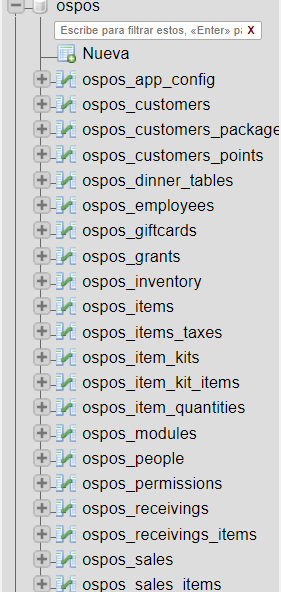 ospos
Escribe para filtrar estos, «Enter» pa
X
Nueva
ospos_app_config
ospos_customers
ospos_customers_package
ospos_customers_points
ospos_dinner_tables
ospos_employees
ospos_giftcards
ospos_grants
ospos_inventory
ospos_items
ospos_items_taxes
ospos_item_kits
ospos_item_kit_items
ospos_item_quantities
ospos_modules
ospos_people
ospos_permissions
ospos_receivings
ospos_receivings_items
ospos_sales
ospos_sales_items